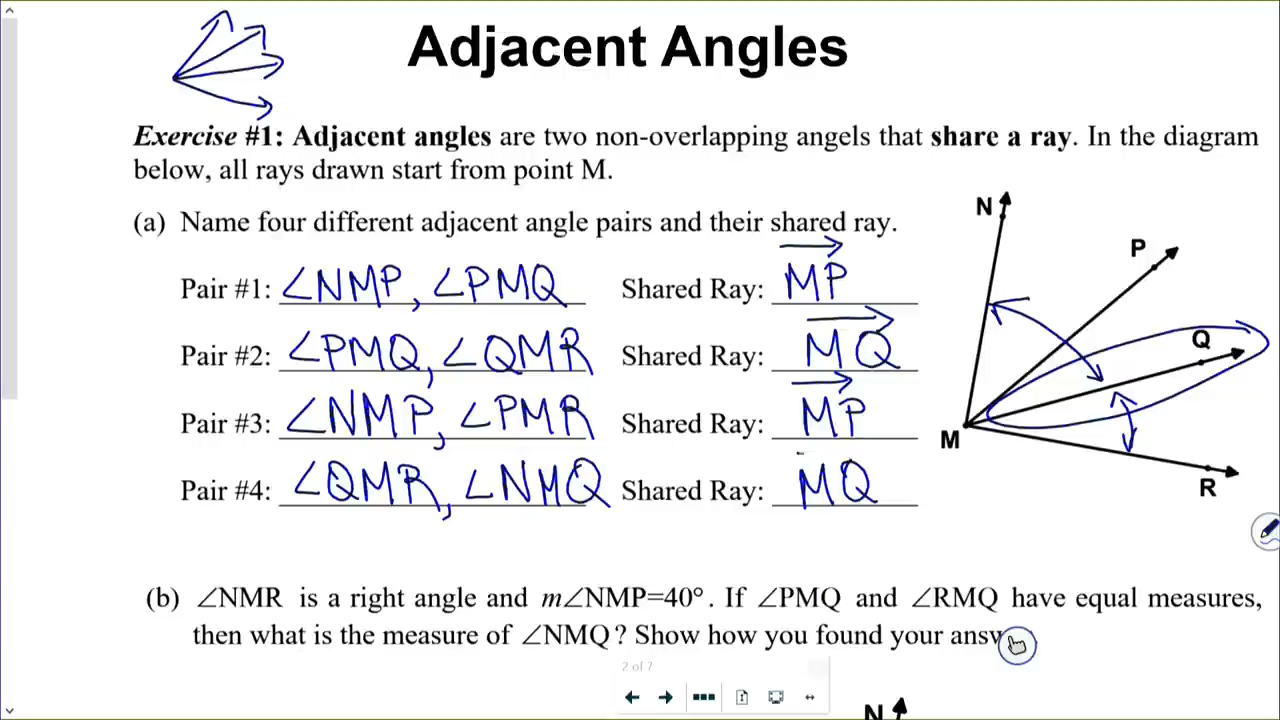 Adjacent Angles
Exercise #1: Adjacent angles are two non-overlapping angels that share a ray. In the diagram
below, all rays drawn start from point M.
(a) Name four different adjacent angle pairs and their shared ray.
Pair #1: ∠NMP, ∠PMQ Shared Ray: MP
Pair #2: ∠PMQ, ∠QMR Shared Ray: MQ
Pair #3: ∠NMP, ∠PMR Shared Ray: MP
Pair #4: ∠QMR, ∠NMQ Shared Ray: MQ
N
P
Q
M
R
(b) ∠NMR is a right angle and m∠NMP=40°. If ∠PMQ and ∠RMQ have equal measures,
then what is the measure of ∠NMQ? Show how you found your
2 of 7
N